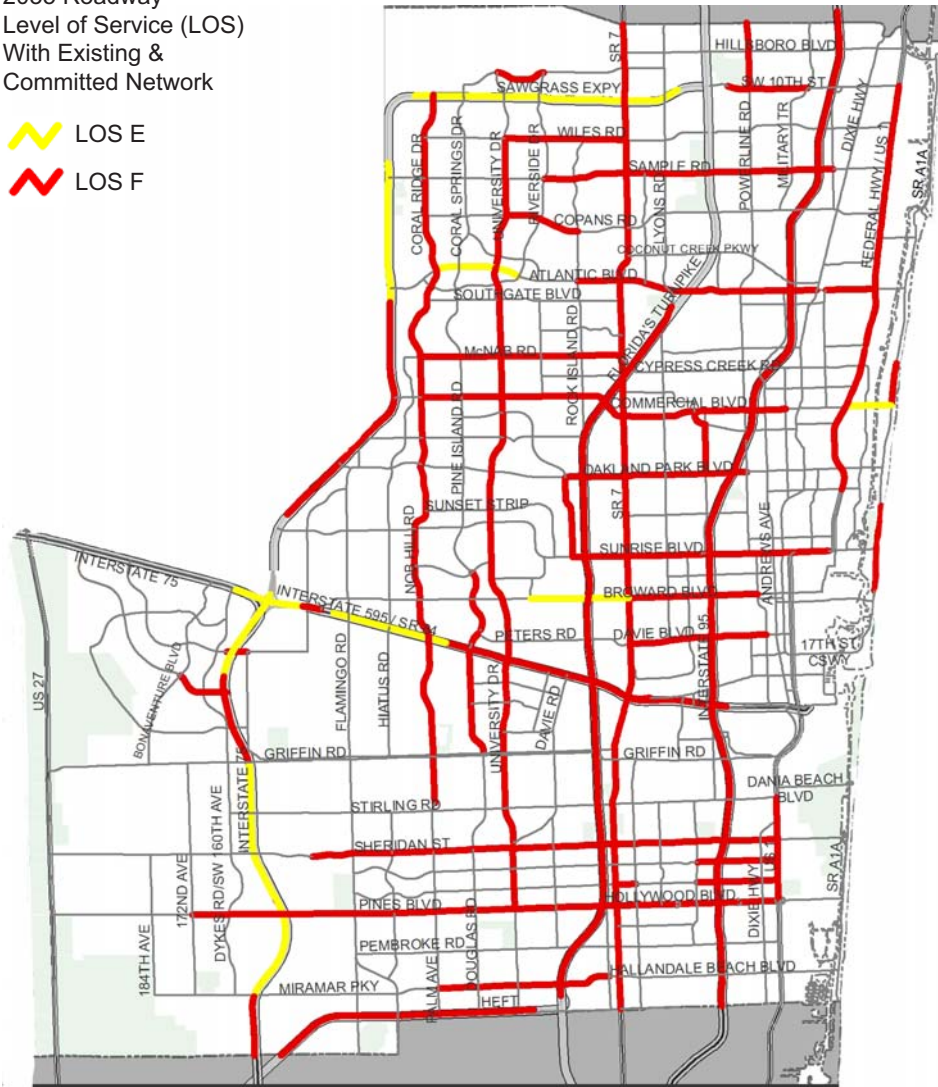 2035 Roadway
Level of Service (LOS)
With Existing &
Committed Network
LOS E
LOS F
SR 7
HILLSBORO BLVD
SAWGRASS EXPY
SW 10TH ST
POWERLINE RD
MILITARY TR
DIXIE HWY
FEDERAL HWY / US 1
SR A1A
WILES RD
CORAL RIDGE DR
CORAL SPRINGS DR
UNIVERSITY DR
RIVERSIDE DR
SAMPLE RD
LYONS RD
COPANS RD
COCONUT CREEK PKWY
ATLANTIC BLVD
SOUTHGATE BLVD
FLORIDA'S TURNPIKE
ROCK ISLAND RD
McNAB RD
CYPRESS CREEK RD
COMMERCIAL BLVD
PINE ISLAND RD
OAKLAND PARK BLVD
SUNSET STRIP
SR 7
NOB HILL RD
SUNRISE BLVD
ANDREWS AVE
INTERSTATE 75
INTERSTATE 595/ SR 84
BROWARD BLVD
PETERS RD
DAVIE BLVD
INTERSTATE 95
17TH ST
CSWY
US 27
BONAVENTURE BLVD
FLAMINGO RD
HIATUS RD
UNIVERSITY DR
DAVIE RD
GRIFFIN RD
GRIFFIN RD
INTERSTATE 75
DANIA BEACH
BLVD
STIRLING RD
DYKES RD/SW 160TH AVE
SHERIDAN ST
US 1
SR A1A
172ND AVE
184TH AVE
PINES BLVD
HOLLYWOOD BLVD
DIXIE HWY
DOUGLAS RD
PEMBROKE RD
PALM AVE
HALLANDALE BEACH BLVD
MIRAMAR PKY
HEFT